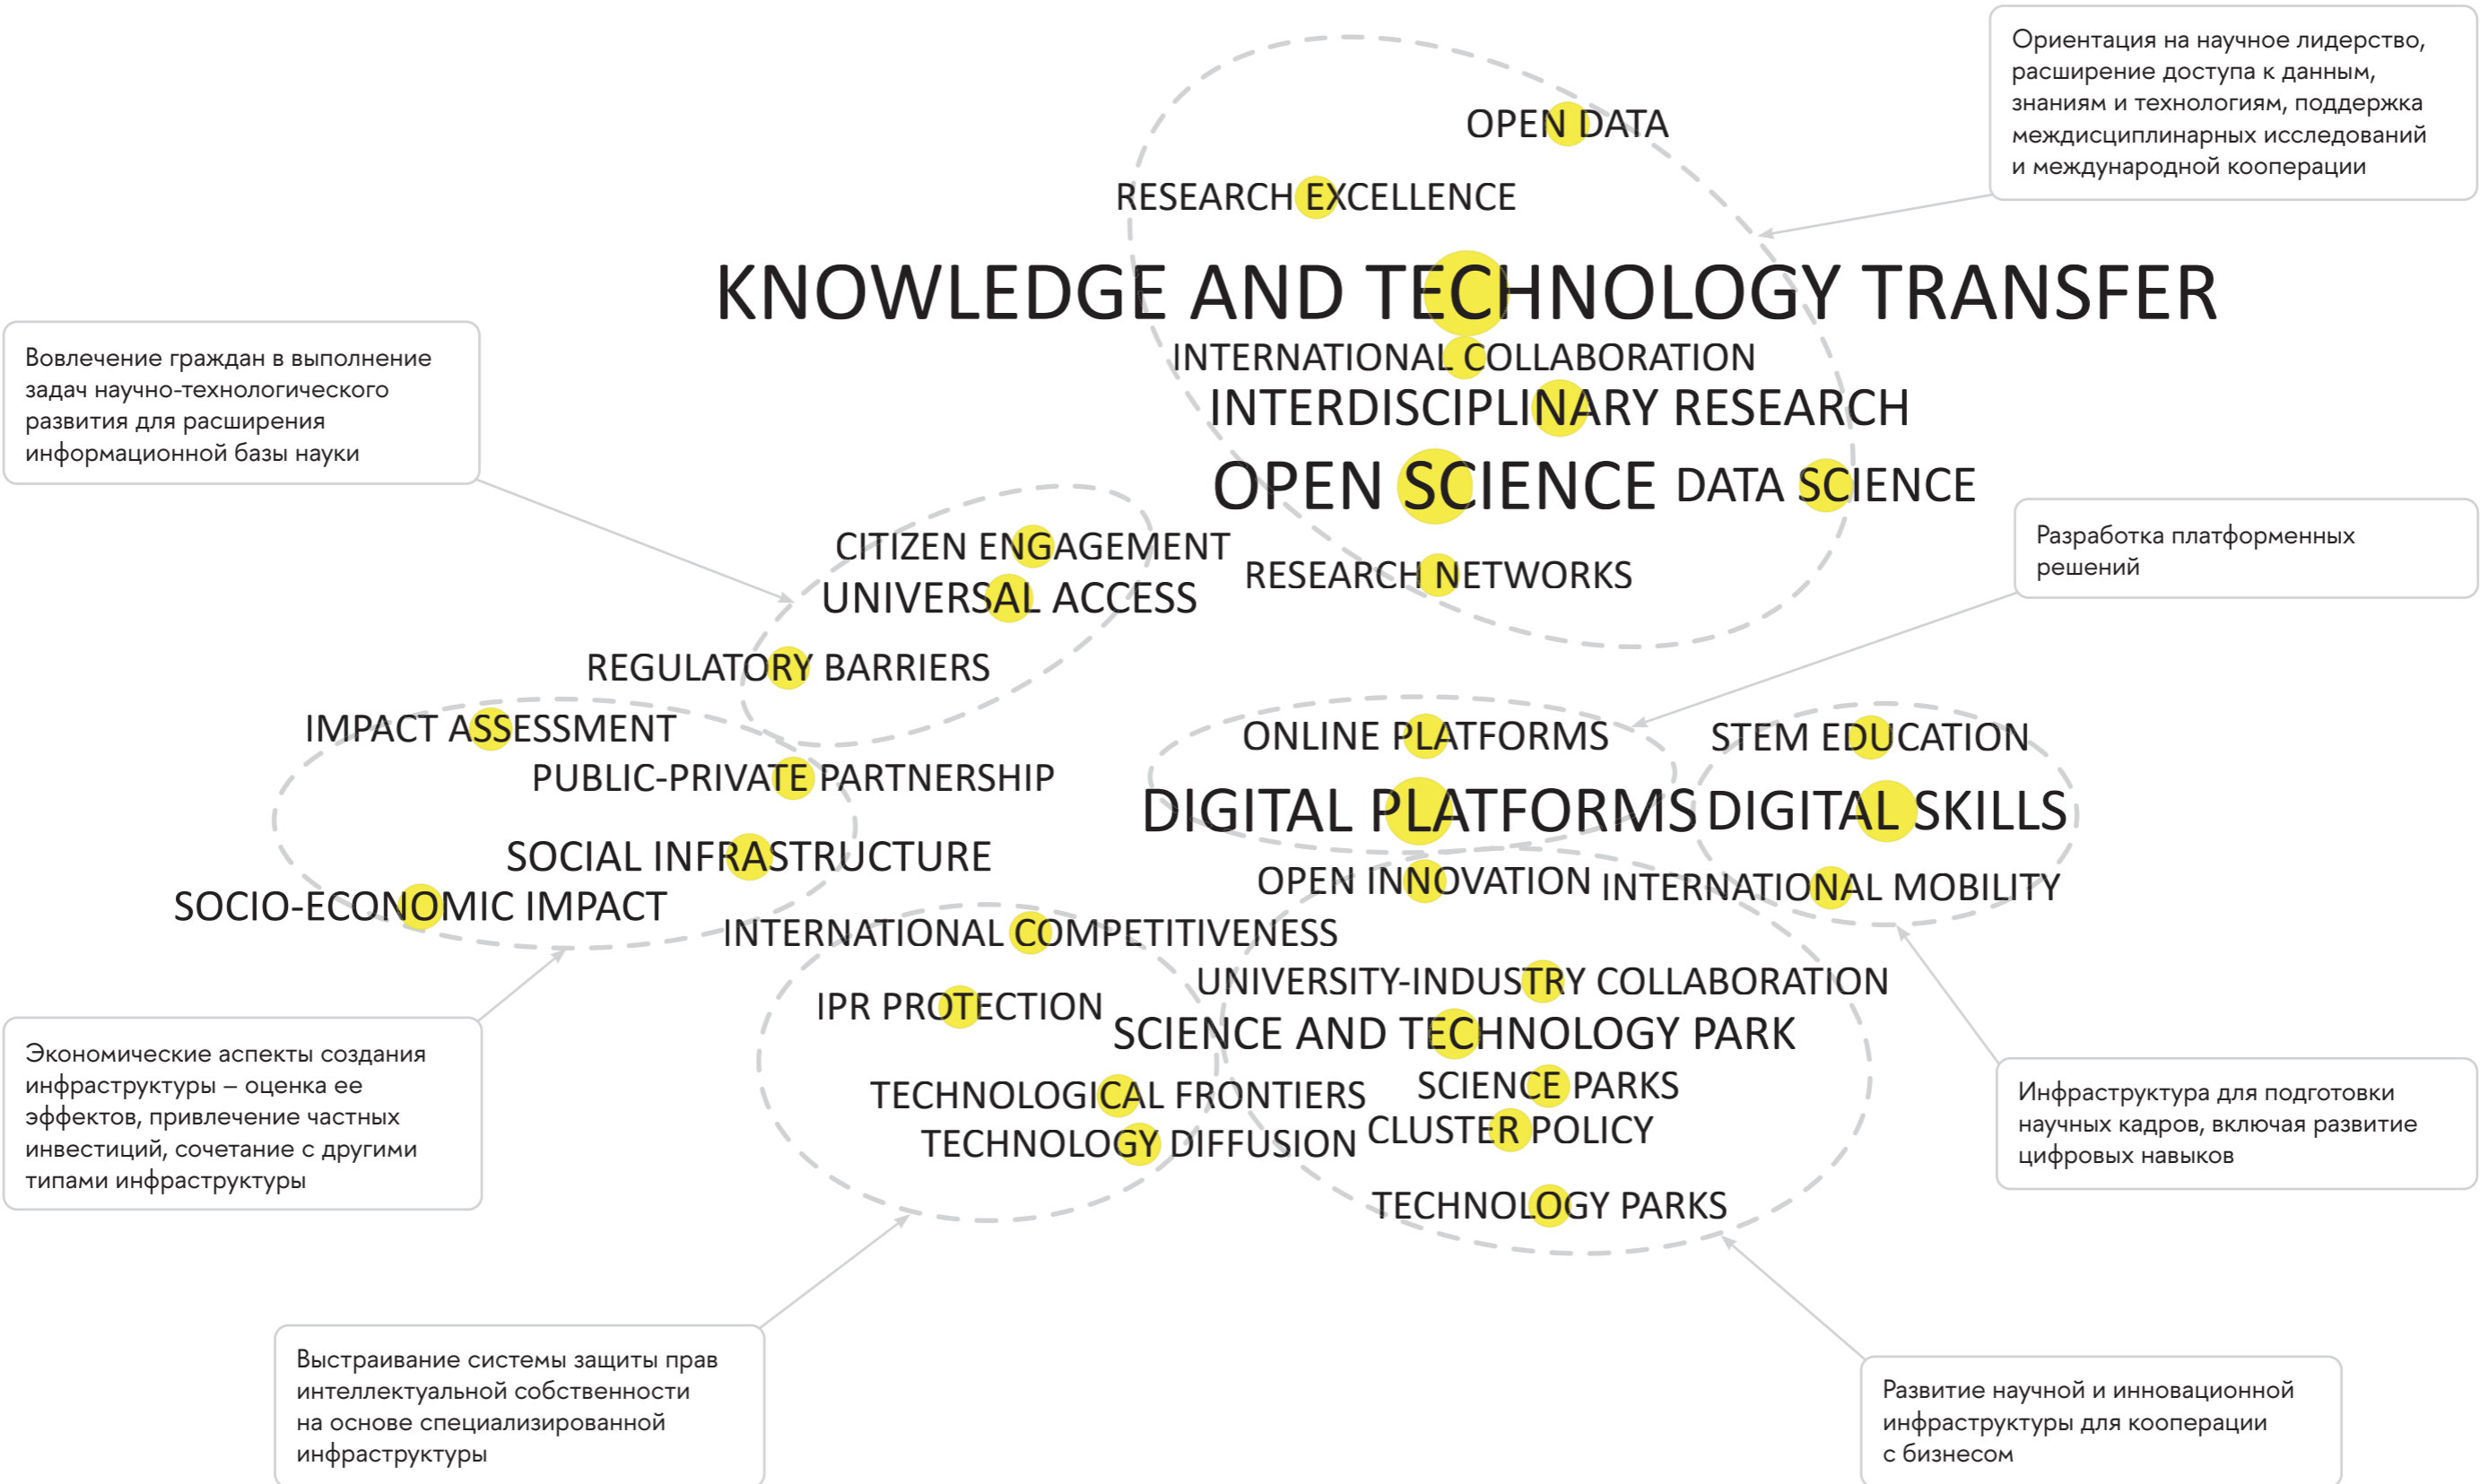 Ориентация на научное лидерство,
расширение доступа к данным,
знаниям и технологиям, поддержка
междисциплинарных исследований
и международной кооперации
OPEN DATA
RESEARCH EXCELLENCE
KNOWLEDGE AND TECHNOLOGY TRANSFER
INTERNATIONAL COLLABORATION
INTERDISCIPLINARY RESEARCH
OPEN SCIENCE
DATA SCIENCE
RESEARCH NETWORKS
Вовлечение граждан в выполнение
задач научно-технологического
развития для расширения
информационной базы науки
CITIZEN ENGAGEMENT
UNIVERSAL ACCESS
REGULATORY BARRIERS
Разработка платформенных
решений
ONLINE PLATFORMS
DIGITAL PLATFORMS
STEM EDUCATION
DIGITAL SKILLS
INTERNATIONAL MOBILITY
IMPACT ASSESSMENT
PUBLIC-PRIVATE PARTNERSHIP
SOCIAL INFRASTRUCTURE
SOCIO-ECONOMIC IMPACT
OPEN INNOVATION
UNIVERSITY-INDUSTRY COLLABORATION
SCIENCE AND TECHNOLOGY PARK
SCIENCE PARKS
CLUSTER POLICY
TECHNOLOGY PARKS
INTERNATIONAL COMPETITIVENESS
IPR PROTECTION
TECHNOLOGICAL FRONTIERS
TECHNOLOGY DIFFUSION
Экономические аспекты создания
инфраструктуры – оценка ее
эффектов, привлечение частных
инвестиций, сочетание с другими
типами инфраструктуры
Инфраструктура для подготовки
научных кадров, включая развитие
цифровых навыков
Выстраивание системы защиты прав
интеллектуальной собственности
на основе специализированной
инфраструктуры
Развитие научной и инновационной
инфраструктуры для кооперации
с бизнесом